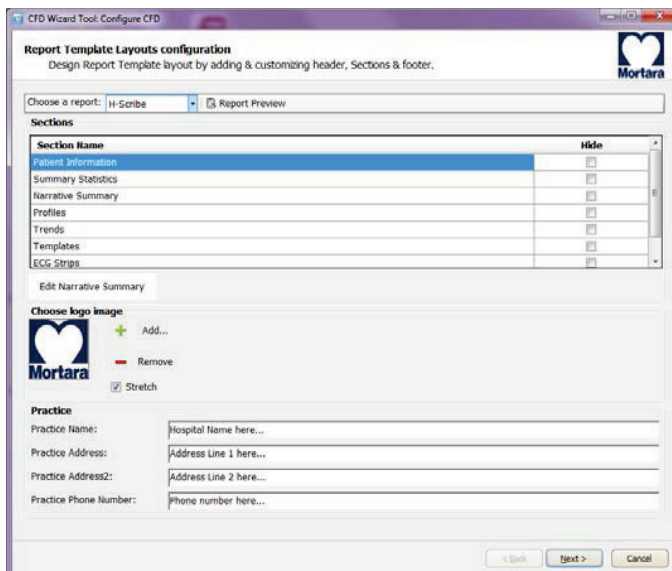 CFD Wizard Tool: Configure CFD
Report Template Layouts configuration
Design Report Template layout by adding & customizing header, Sections & footer.
Mortara
Choose a report: H-Scribe Report Preview
Sections
Section Name Hide
Patient Information
Summary Statistics
Narrative Summary
Profiles
Trends
Templates
ECG Strips
Edit Narrative Summary
Choose logo image
Mortara
Add...
Remove
Stretch
Practice
Practice Name: Hospital Name here...
Practice Address: Address Line 1 here...
Practice Address2: Address Line 2 here...
Practice Phone Number: Phone number here...
< Back Next > Cancel